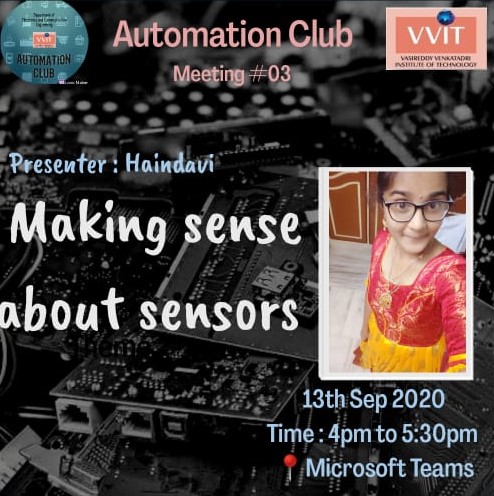 VVIT
AUTOMATION
CLUB
Automation Club
Meeting #03
VVIT
VASIREDDY VENKATADRI
INSTITUTE OF TECHNOLOGY
Presenter : Haindavi
Making sense
about sensors
13th Sep 2020
Time : 4pm to 5:30pm
Microsoft Teams